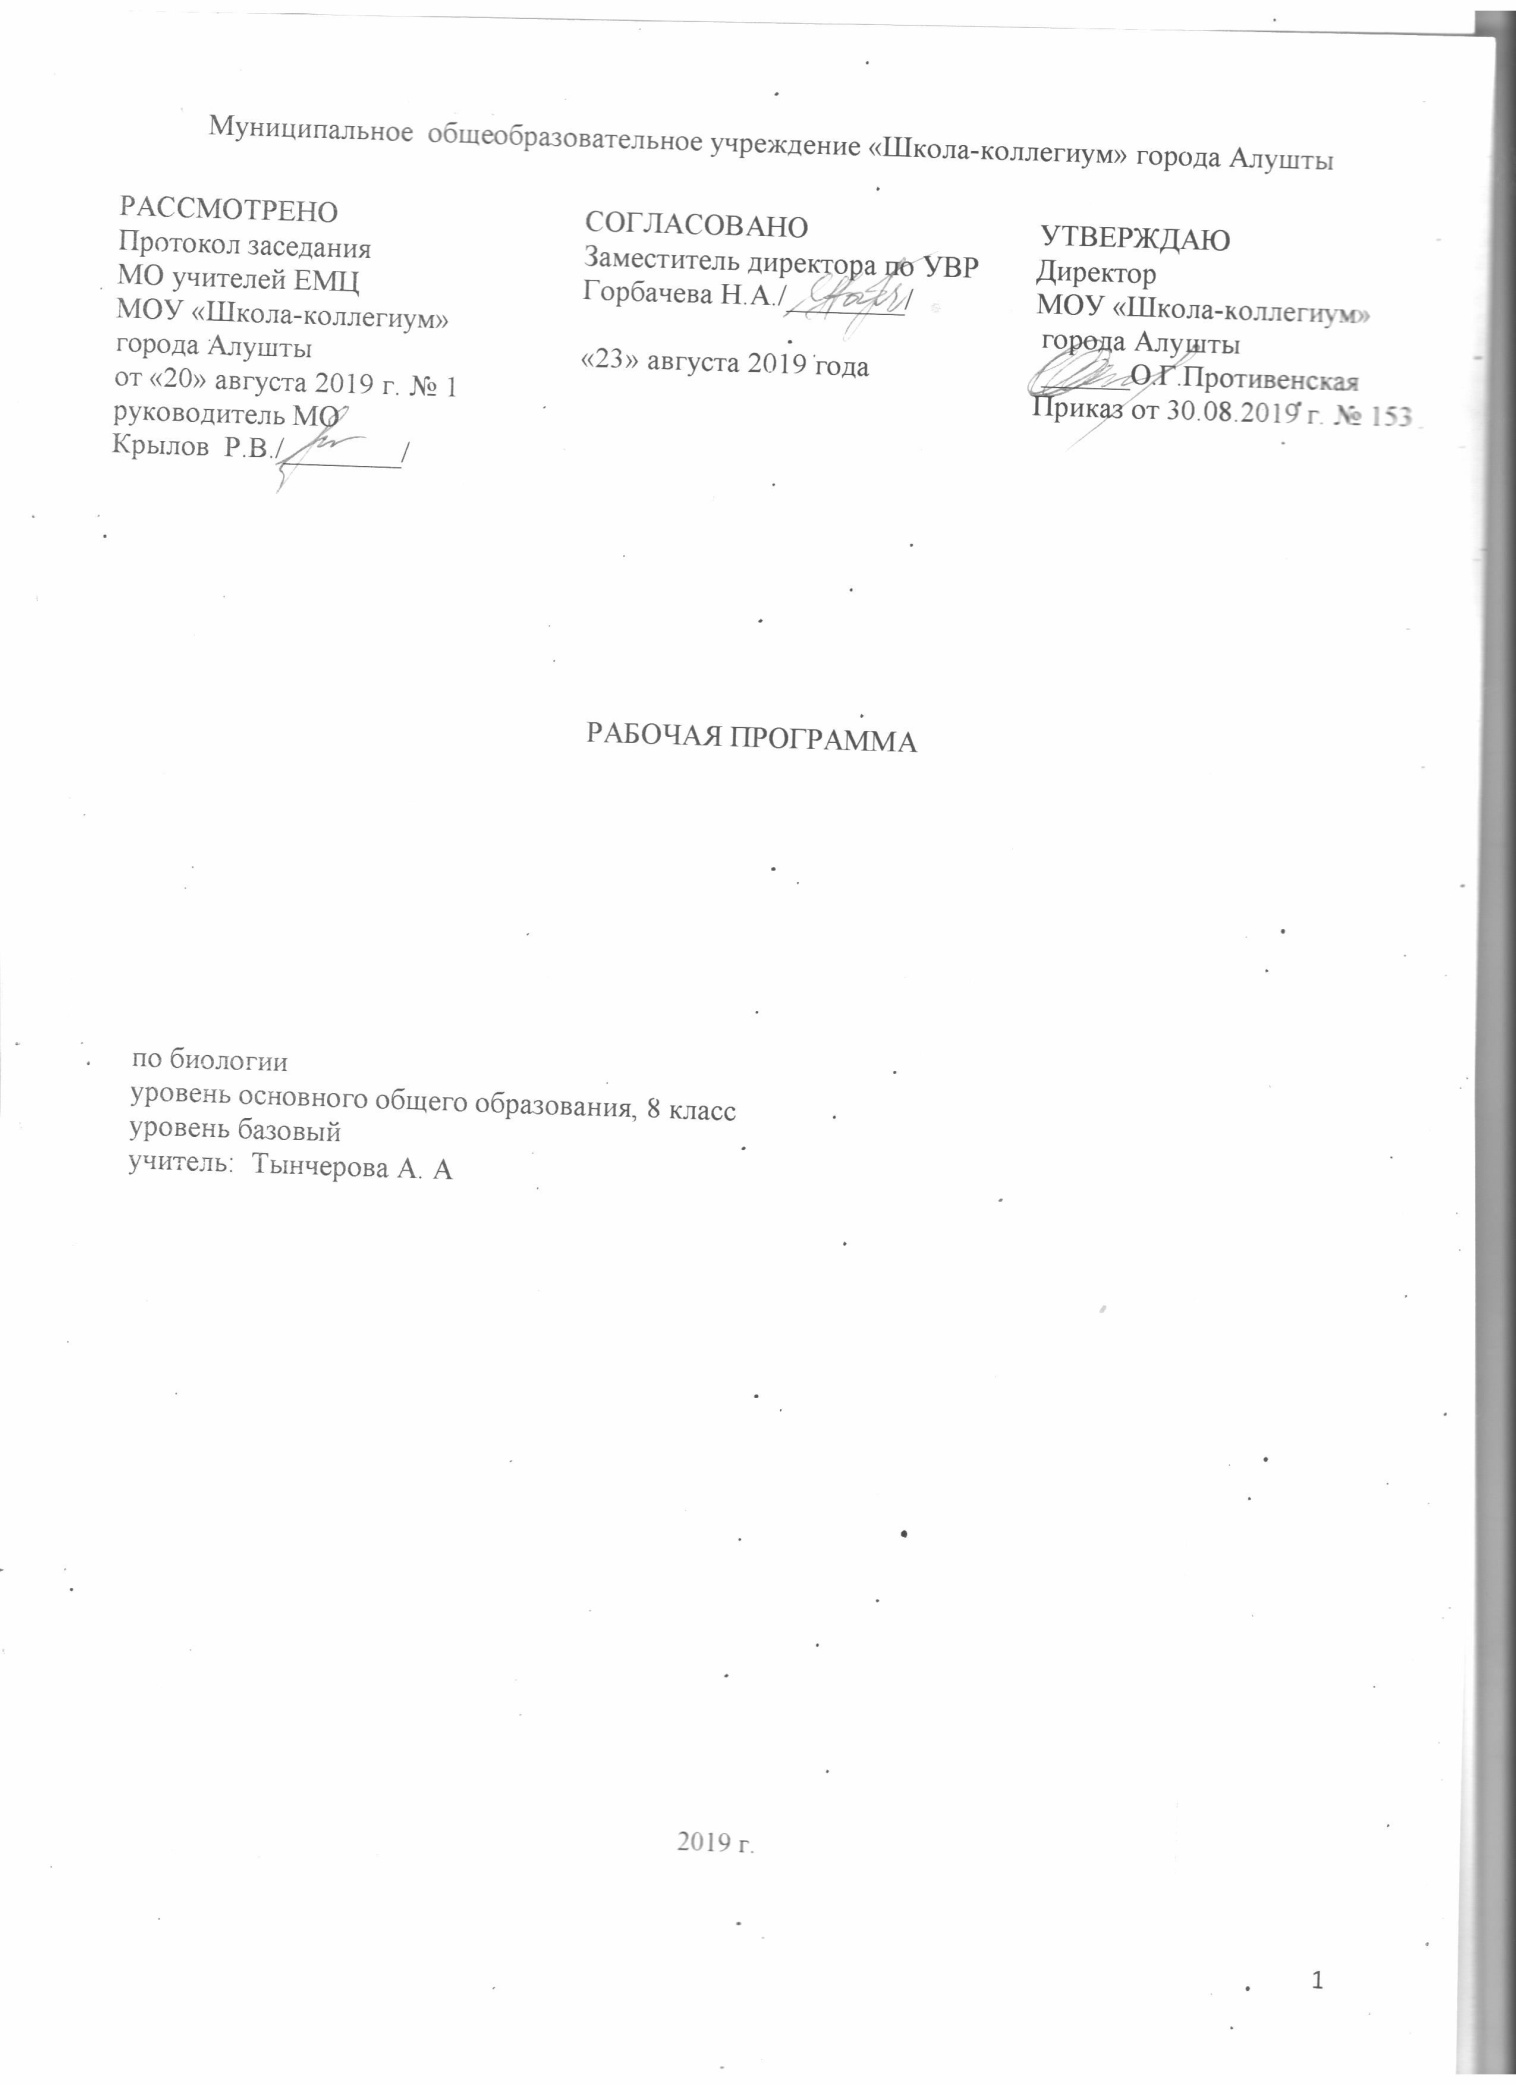 Муниципальное общеобразовательное учреждение «Школа-коллегиум» города Алушты
РАССМОТРЕНО
Протокол заседания
МО учителей ЕМЦ
МОУ «Школа-коллегиум»
города Алушты
от «20» августа 2019 г. № 1
руководитель МО
Крылов Р.В./________/
СОГЛАСОВАНО
Заместитель директора по УВР
Горбачева Н.А./________/
«23» августа 2019 года
УТВЕРЖДАЮ
Директор
МОУ «Школа-коллегиум»
города Алушты
______О.Г.Противенская
Приказ от 30.08.2019 г. № 153
РАБОЧАЯ ПРОГРАММА
по биологии
уровень основного общего образования, 8 класс
уровень базовый
учитель: Тынчерова А. А
2019 г.
1